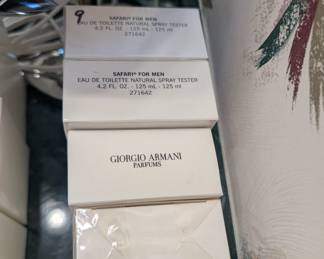 9
SAFARI® FOR MEN
EAU DE TOILETTE NATURAL SPRAY TESTER
4.2 FL. OZ - 125 mL - 125 ml
271642
SAFARI® FOR MEN
EAU DE TOILETTE NATURAL SPRAY TESTER
4.2 FL. OZ - 125 mL - 125 ml
271642
GIORGIO ARMANI
PARFUMS